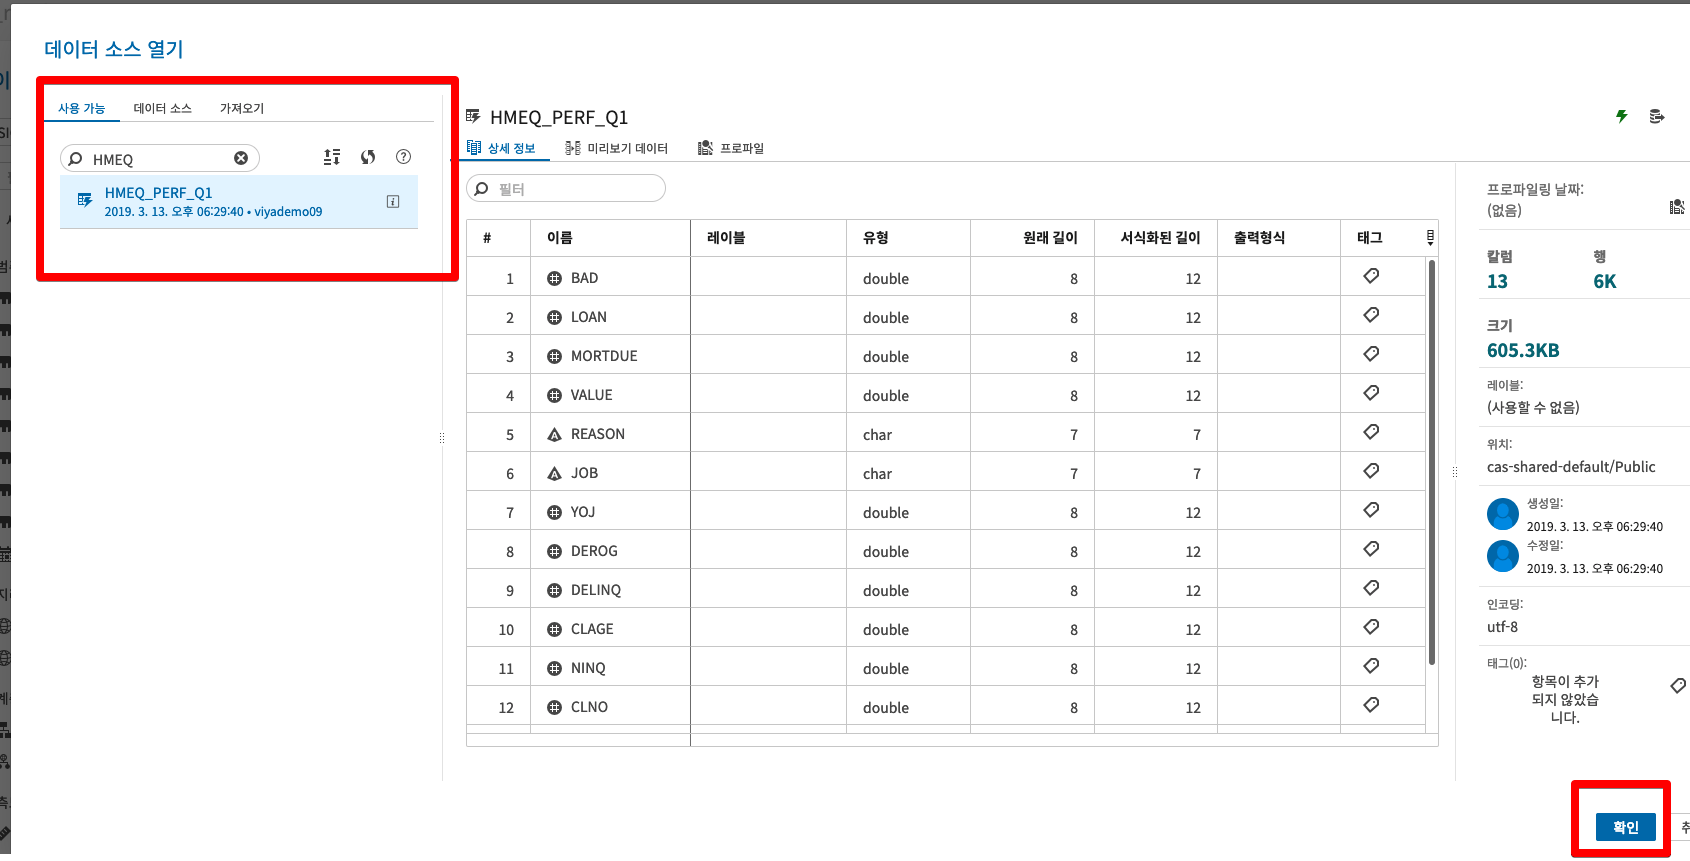 데이터 소스 열기
사용 가능 데이터 소스 가져오기
HMEQ
HMEQ_PERF_Q1
2019. 3. 13. 오후 06:29:40 • viyademo09
HMEQ_PERF_Q1
상세 정보 미리보기 데이터 프로파일
필터
# 이름 레이블 유형 원래 길이 서식화된 길이 출력형식 태그
1 BAD double 8 12
2 LOAN double 8 12
3 MORTDUE double 8 12
4 VALUE double 8 12
5 REASON char 7 7
6 JOB char 7 7
7 YOJ double 8 12
8 DEROG double 8 12
9 DELINQ double 8 12
10 CLAGE double 8 12
11 NINQ double 8 12
12 CLNO double 8 12
프로파일링 날짜:
(없음)
칼럼 행
13 6K
크기
605.3KB
레이블:
(사용할 수 없음)
위치:
cas-shared-default/Public
생성일:
2019. 3. 13. 오후 06:29:40
수정일:
2019. 3. 13. 오후 06:29:40
인코딩:
utf-8
태그(0):
항목이 추가
되지 않았습
니다.
확인